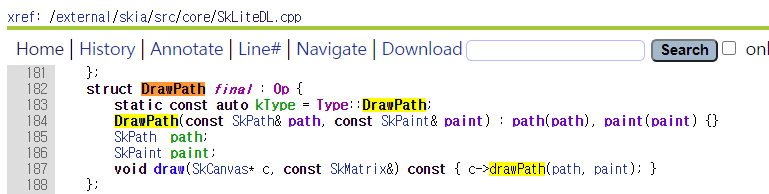 xref: /external/skia/src/core/SkLiteDL.cpp
Home | History | Annotate | Line# | Navigate | Download Search onl
181 };
182 struct DrawPath final : Op {
183 static const auto kType = Type::DrawPath;
184 DrawPath(const SkPath& path, const SkPaint& paint) : path(path), paint(paint) {}
185 SkPath path;
186 SkPaint paint;
187 void draw(SkCanvas* c, const SkMatrix&) const { c->drawPath(path, paint); }
188 };